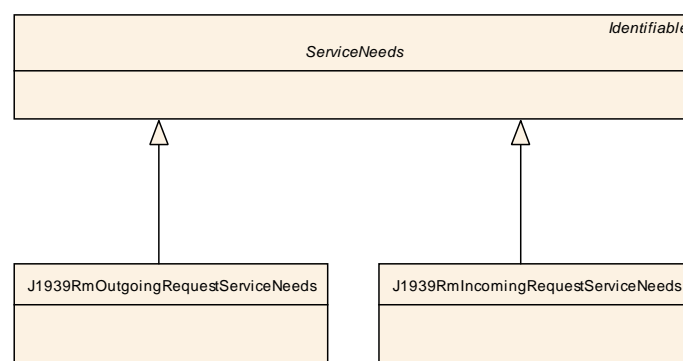 Identifiable
ServiceNeeds
J1939RmOutgoingRequestServiceNeeds
J1939RmIncomingRequestServiceNeeds